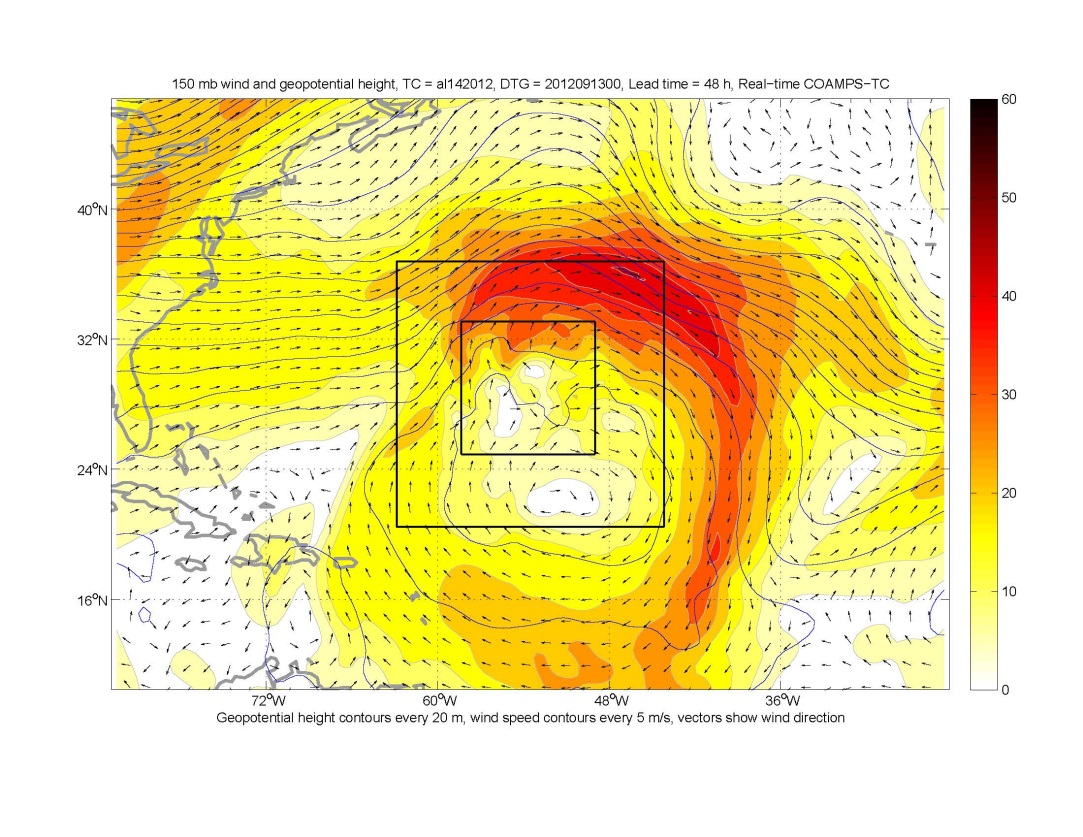 150 mb wind and geopotential height, TC = al142012, DTG = 2012091300, Lead time = 48 h, Real−time COAMPS−TC
60
50
40°N
40
32°N
30
24°N
20
16°N
10
0
72°W 60°W 48°W 36°W
Geopotential height contours every 20 m, wind speed contours every 5 m/s, vectors show wind direction